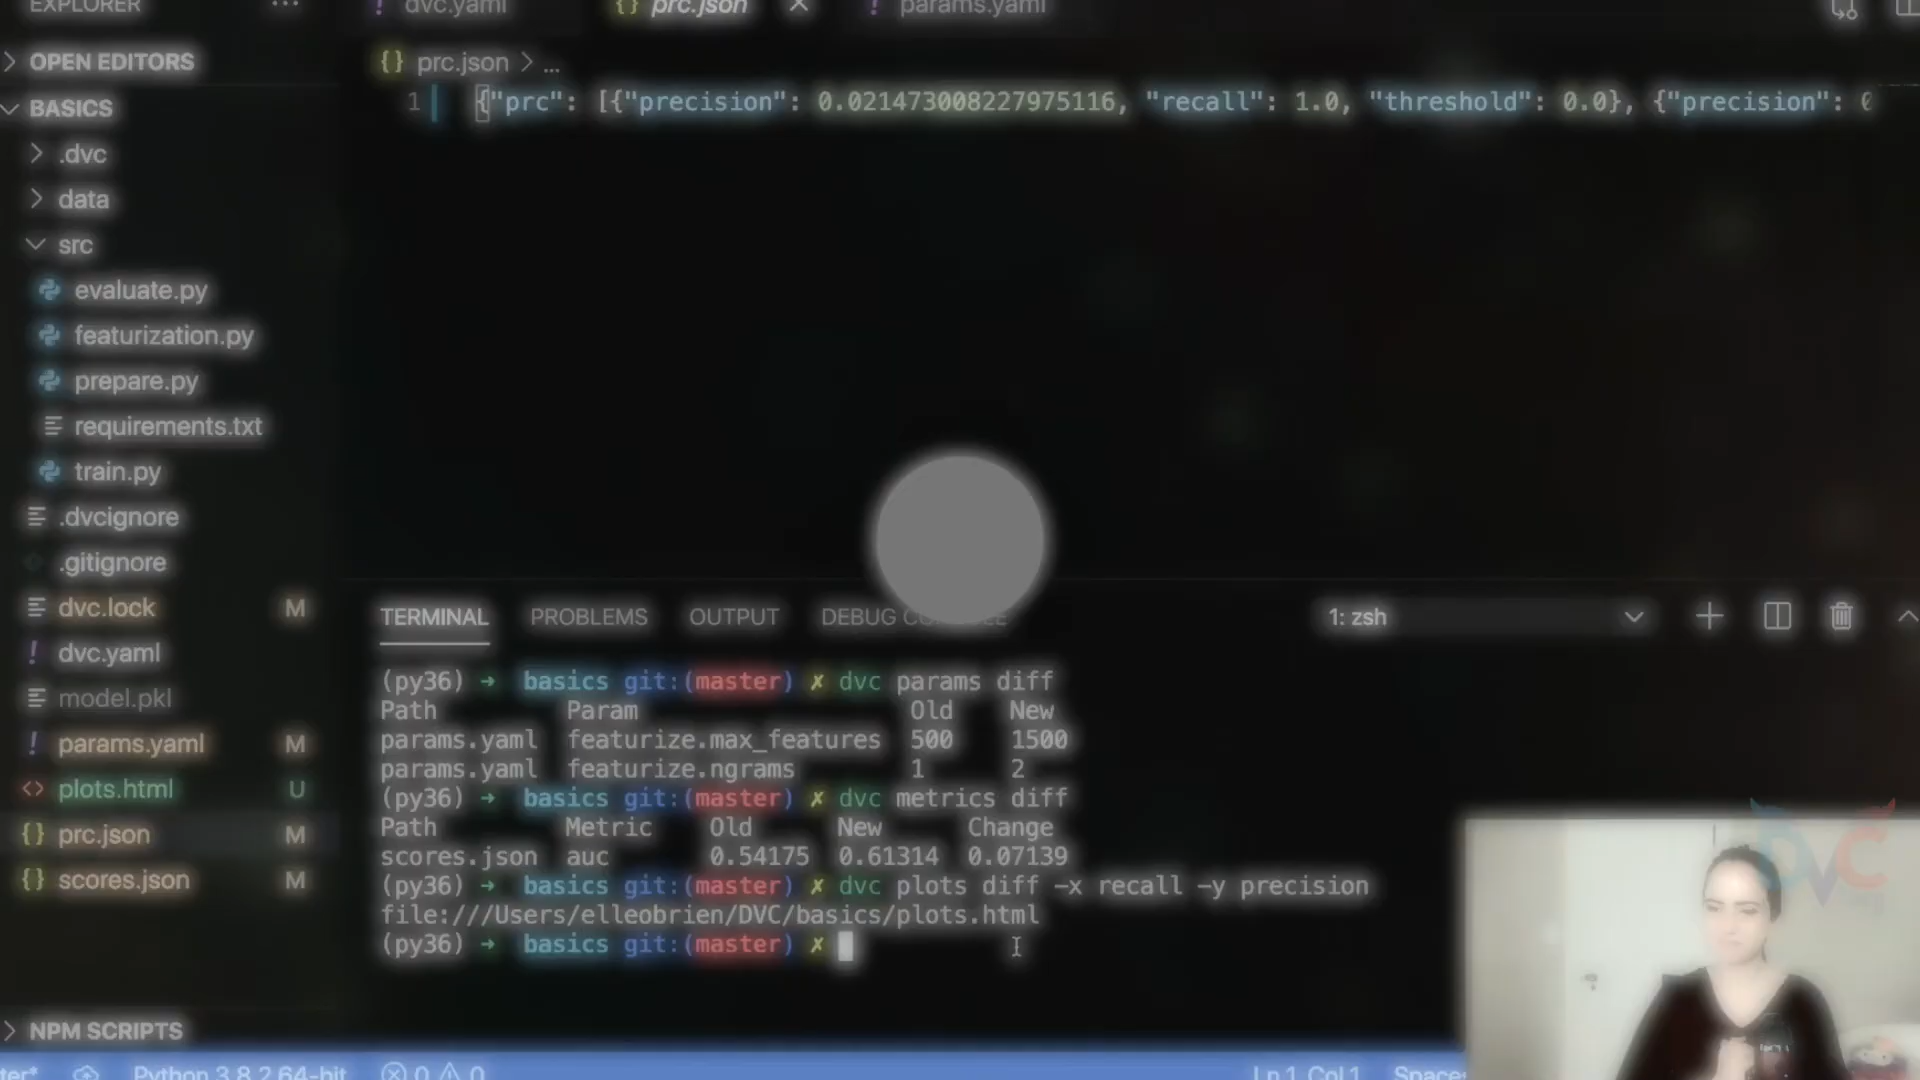 EXPLORER
dvc.yaml
{} prc.json
params.yaml
OPEN EDITORS
{} prc.json > ...
1 {"prc": [{"precision": 0.021473008227975116, "recall": 1.0, "threshold": 0.0}, {"precision": 0
BASICS
.dvc
data
src
evaluate.py
featurization.py
prepare.py
requirements.txt
train.py
.dvcignore
.gitignore
dvc.lock M
! dvc.yaml
model.pkl
! params.yaml M
<> plots.html U
{} prc.json M
{} scores.json M
NPM SCRIPTS
TERMINAL PROBLEMS OUTPUT DEBUG CONSOLE
1: zsh
(py36) → basics git:(master) ✗ dvc params diff
Path Param Old New
params.yaml featurize.max_features 500 1500
params.yaml featurize.ngrams 1 2
(py36) → basics git:(master) ✗ dvc metrics diff
Path Metric Old New Change
scores.json auc 0.54175 0.61314 0.07139
(py36) → basics git:(master) ✗ dvc plots diff -x recall -y precision
file:///Users/elleobrien/DVC/basics/plots.html
(py36) → basics git:(master) ✗
DVC
Python 3.8.2 64-bit 0 0
Ln 1, Col 1